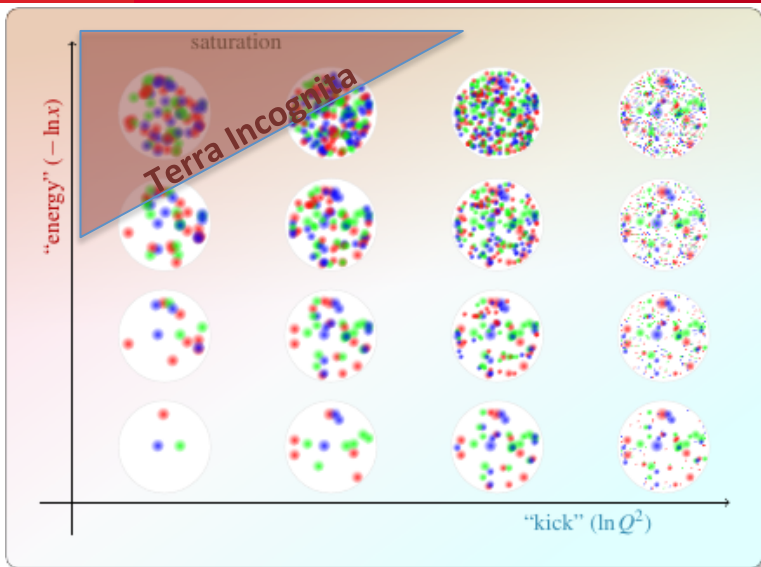 saturation
Terra Incognita
“energy” (− ln x)
“kick” (ln Q²)